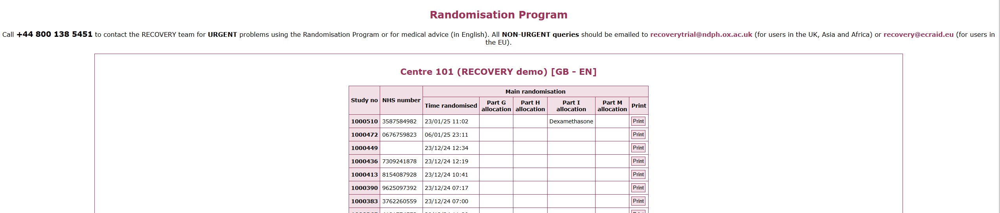 Randomisation Program
Call +44 800 138 5451 to contact the RECOVERY team for URGENT problems using the Randomisation Program or for medical advice (in English). All NON-URGENT queries should be emailed to recoverytrial@ndph.ox.ac.uk (for users in the UK, Asia and Africa) or recovery@ecraid.eu (for users in
the EU).
Centre 101 (RECOVERY demo) [GB - EN]
Study no NHS number Main randomisation
Time randomised Part G allocation Part H allocation Part I allocation Part M allocation Print
1000510 3587584982 23/01/25 11:02 Dexamethasone Print
1000472 0676759823 06/01/25 23:11 Print
1000449 23/12/24 12:34 Print
1000436 7309241878 23/12/24 12:19 Print
1000413 8154087928 23/12/24 10:41 Print
1000390 9625097392 23/12/24 07:17 Print
1000383 3762260559 23/12/24 07:00 Print